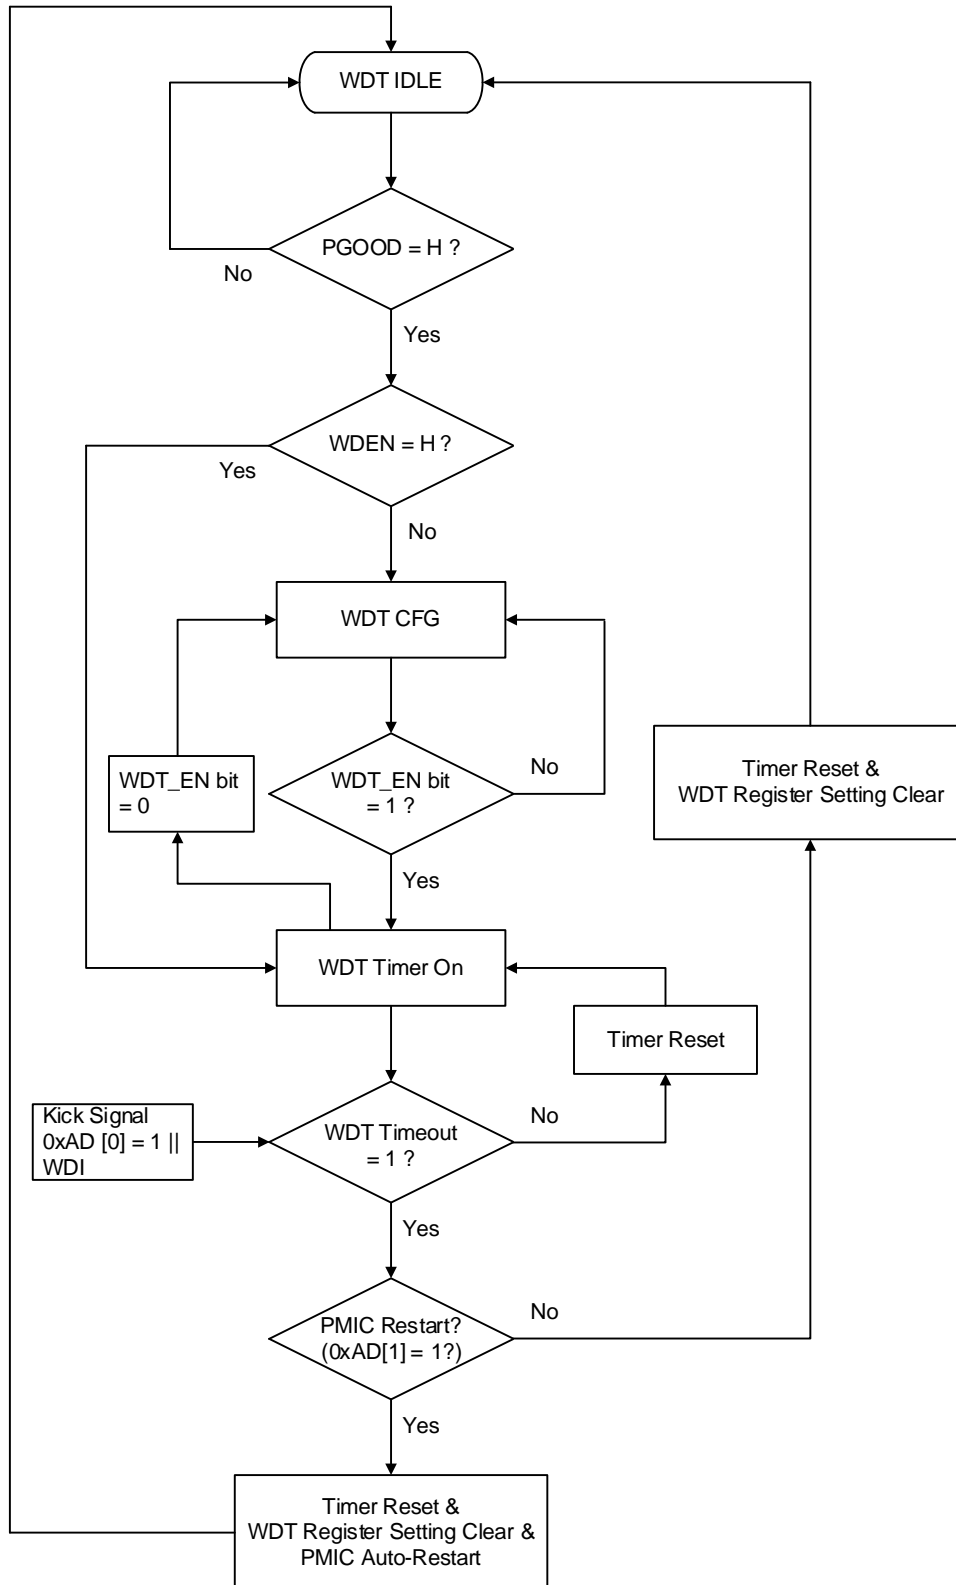 WDT IDLE
PGOOD = H ?
No
Yes
WDEN = H ?
Yes
No
WDT CFG
WDT_EN bit
= 0
WDT_EN bit
= 1 ?
No
Timer Reset &
WDT Register Setting Clear
Yes
WDT Timer On
Timer Reset
Kick Signal
0xAD [0] = 1 ||
WDI
WDT Timeout
= 1 ?
No
Yes
PMIC Restart?
(0xAD[1] = 1?)
No
Yes
Timer Reset &
WDT Register Setting Clear &
PMIC Auto-Restart